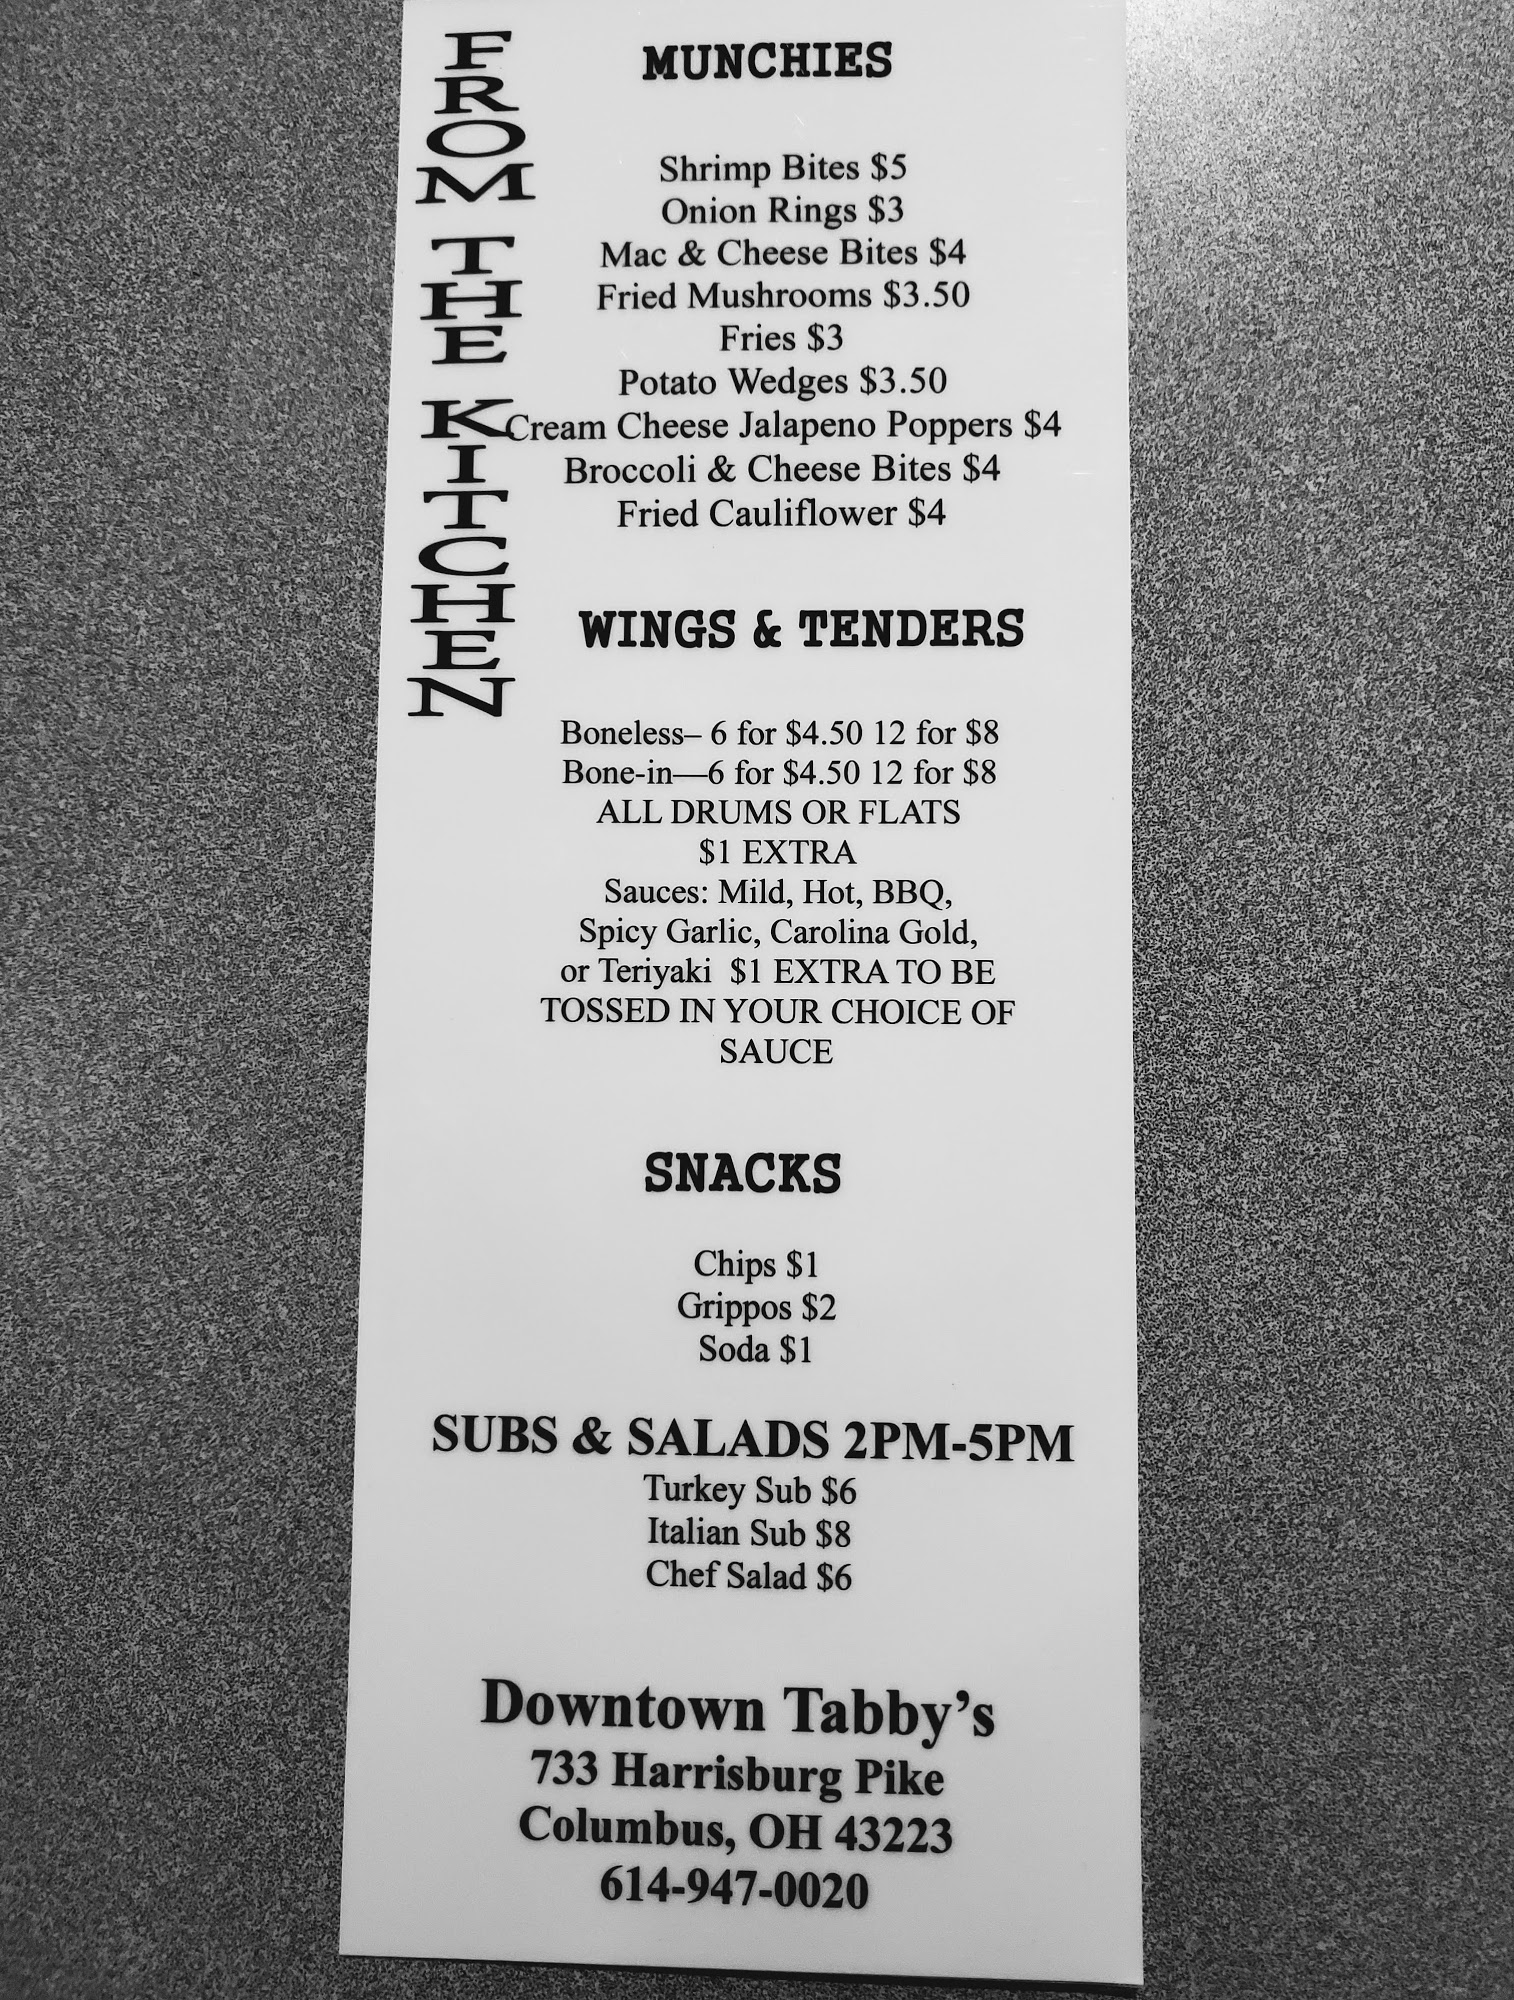 FROM THE KITCHEN
MUNCHIES
Shrimp Bites $5
Onion Rings $3
Mac & Cheese Bites $4
Fried Mushrooms $3.50
Fries $3
Potato Wedges $3.50
Cream Cheese Jalapeno Poppers $4
Broccoli & Cheese Bites $4
Fried Cauliflower $4
WINGS & TENDERS
Boneless– 6 for $4.50 12 for $8
Bone-in—6 for $4.50 12 for $8
ALL DRUMS OR FLATS
$1 EXTRA
Sauces: Mild, Hot, BBQ,
Spicy Garlic, Carolina Gold,
or Teriyaki  $1 EXTRA TO BE
TOSSED IN YOUR CHOICE OF
SAUCE
SNACKS
Chips $1
Grippos $2
Soda $1
SUBS & SALADS 2PM-5PM
Turkey Sub $6
Italian Sub $8
Chef Salad $6
Downtown Tabby’s
733 Harrisburg Pike
Columbus, OH 43223
614-947-0020